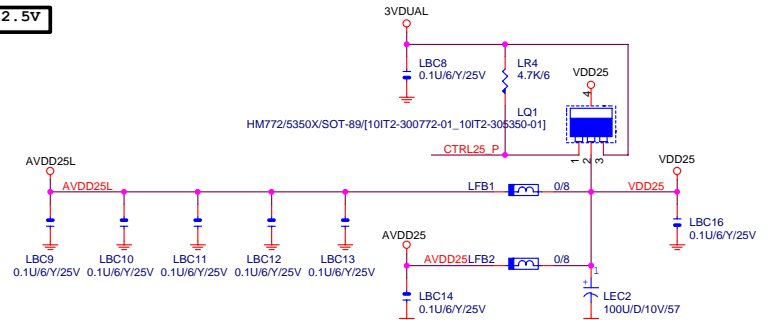 2.5V
3VDUAL
LBC8
0.1U/6/Y/25V
LR4
4.7K/6
VDD25
4
LQ1
HM772/5350X/SOT-89/[10IT2-300772-01_10IT2-305350-01]
CTRL25_P
1
2
3
AVDD25L
AVDD25L
LFB1
0/8
VDD25
VDD25
LBC16
0.1U/6/Y/25V
LBC9
0.1U/6/Y/25V
LBC10
0.1U/6/Y/25V
LBC11
0.1U/6/Y/25V
LBC12
0.1U/6/Y/25V
LBC13
0.1U/6/Y/25V
AVDD25
AVDD25
LFB2
0/8
LBC14
0.1U/6/Y/25V
1
+
LEC2
100U/D/10V/57